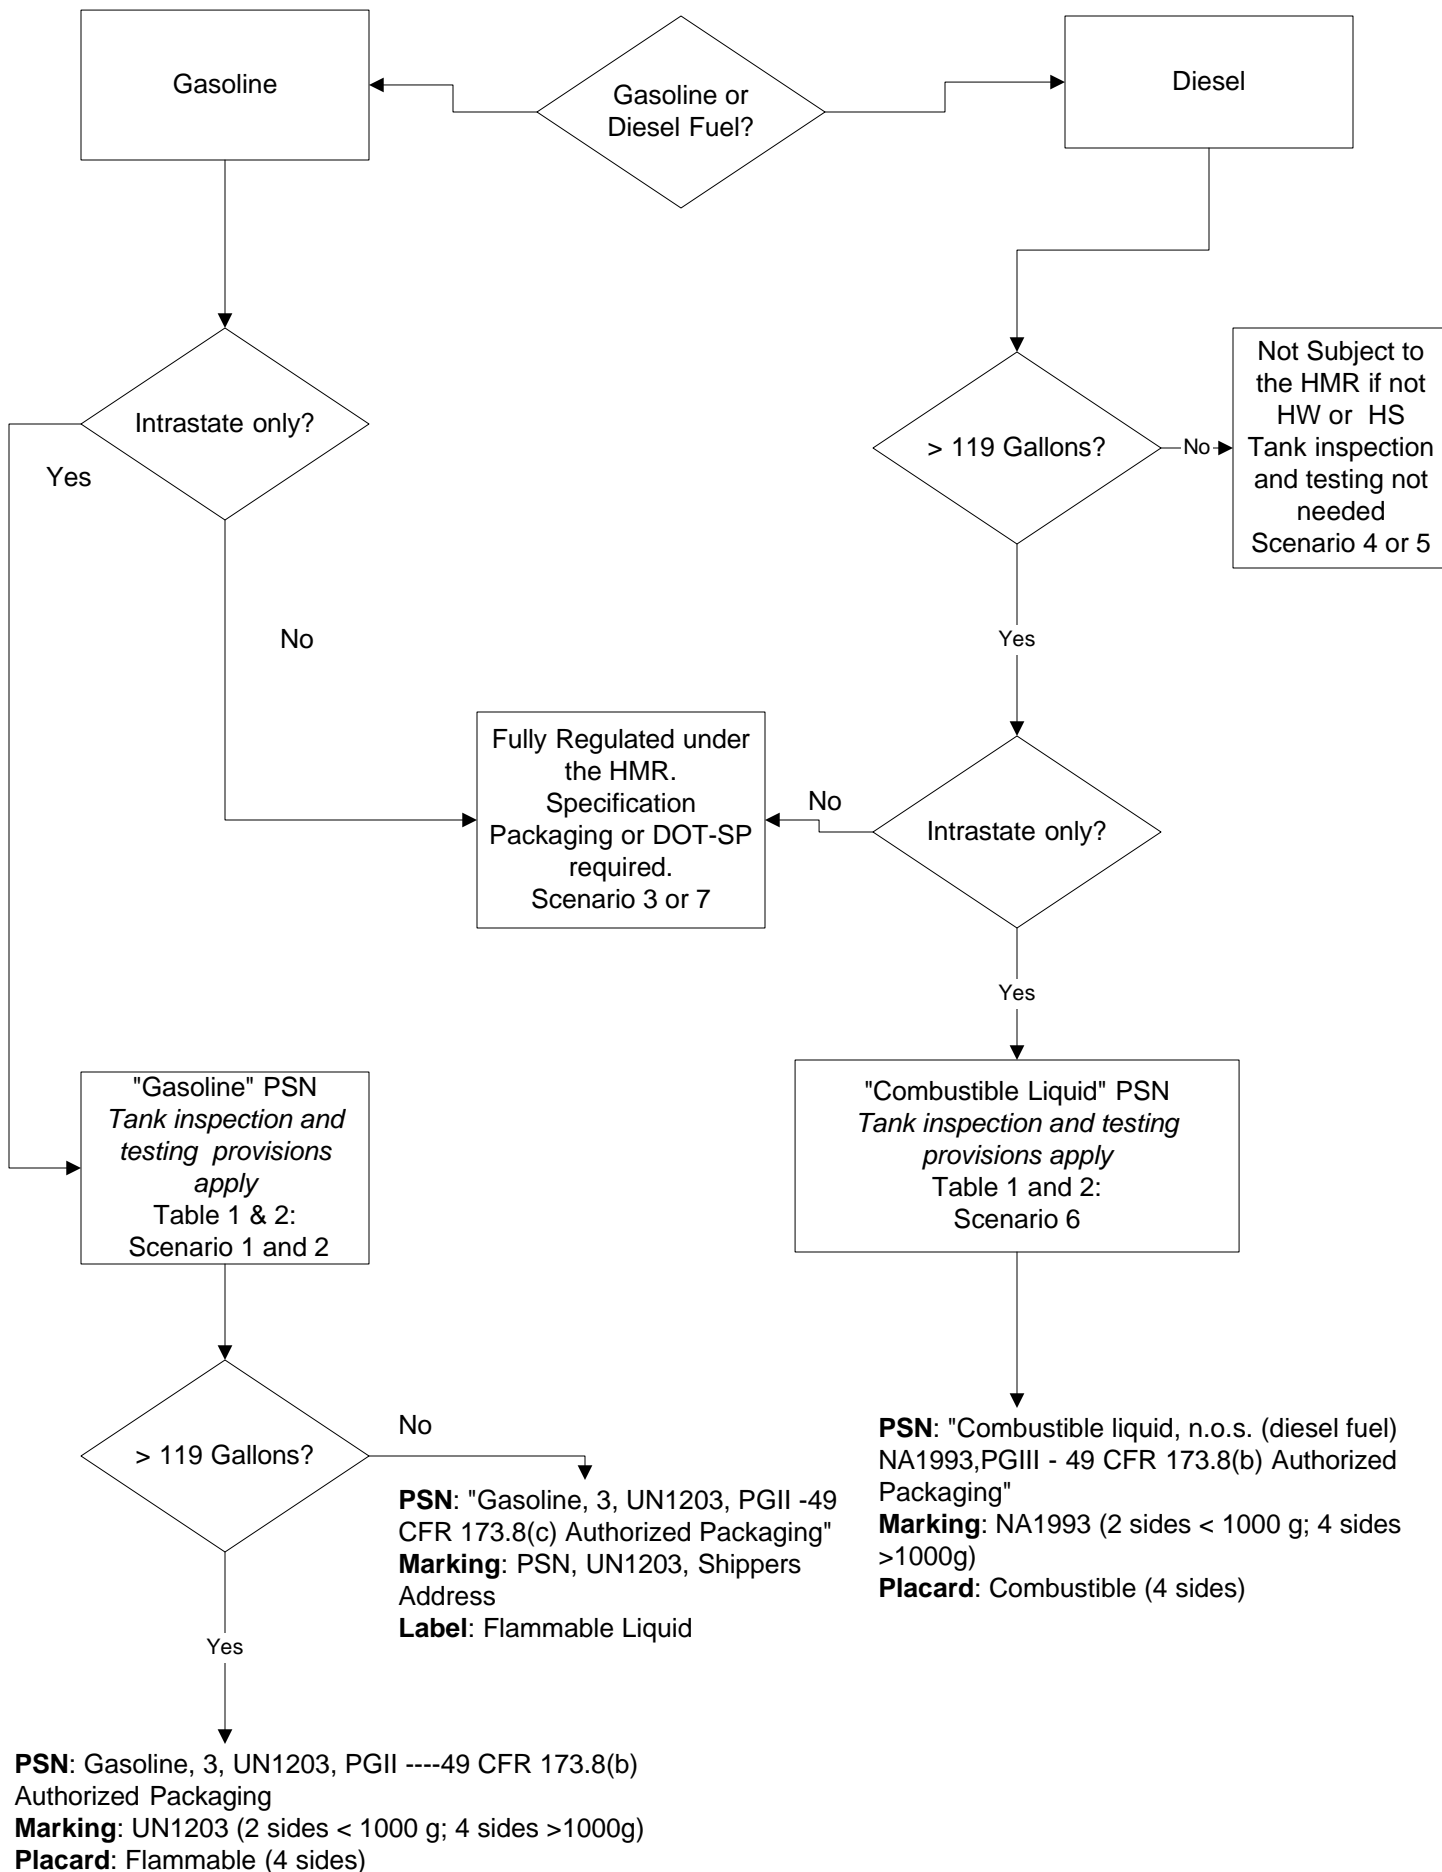 Gasoline
Gasoline or
Diesel Fuel?
Diesel
Intrastate only?
Yes
No
> 119 Gallons?
No
Not Subject to
the HMR if not
HW or  HS
Tank inspection
and testing not
needed
Scenario 4 or 5
Yes
Fully Regulated under
the HMR.
Specification
Packaging or DOT-SP
required.
Scenario 3 or 7
No
Intrastate only?
Yes
"Gasoline" PSN
Tank inspection and
testing  provisions
apply
Table 1 & 2:
Scenario 1 and 2
"Combustible Liquid" PSN
Tank inspection and testing
provisions apply
Table 1 and 2:
Scenario 6
> 119 Gallons?
No
PSN: "Gasoline, 3, UN1203, PGII -49
CFR 173.8(c) Authorized Packaging"
Marking: PSN, UN1203, Shippers
Address
Label: Flammable Liquid
PSN: "Combustible liquid, n.o.s. (diesel fuel)
NA1993,PGIII - 49 CFR 173.8(b) Authorized
Packaging"
Marking: NA1993 (2 sides < 1000 g; 4 sides
>1000g)
Placard: Combustible (4 sides)
Yes
PSN: Gasoline, 3, UN1203, PGII ----49 CFR 173.8(b)
Authorized Packaging
Marking: UN1203 (2 sides < 1000 g; 4 sides >1000g)
Placard: Flammable (4 sides)